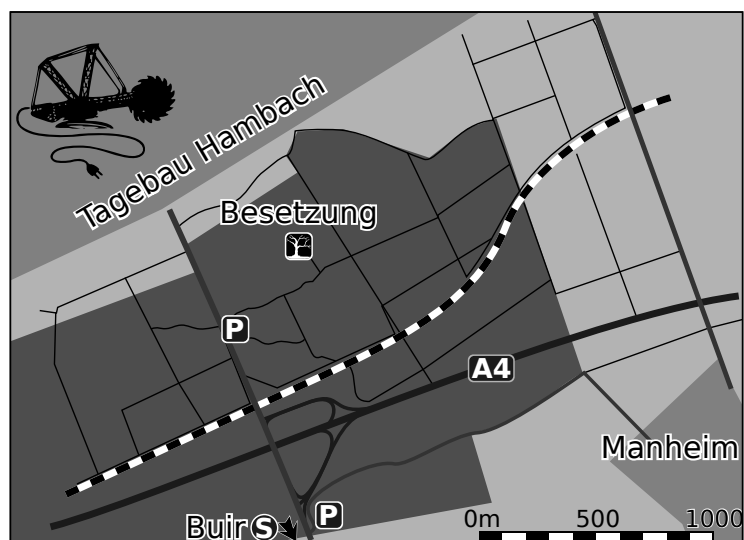 Tagebau Hambach
Besetzung
P
A4
Manheim
Buir S
P
0m 500 1000